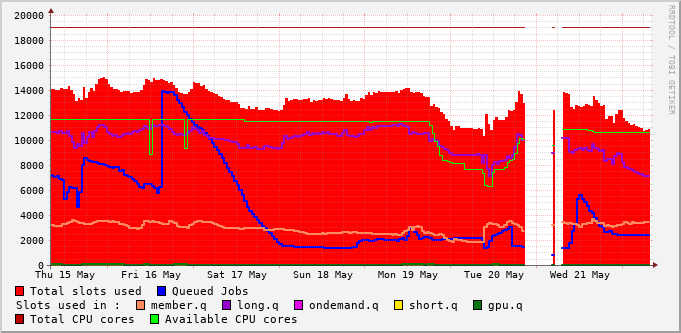 20000
18000
16000
14000
12000
10000
8000
6000
4000
2000
0
Thu 15 May Fri 16 May Sat 17 May Sun 18 May Mon 19 May Tue 20 May Wed 21 May
Total slots used Queued Jobs
Slots used in : member.q long.q ondemand.q short.q gpu.q
Total CPU cores Available CPU cores
RRDTOOL / TOBI OETIKER